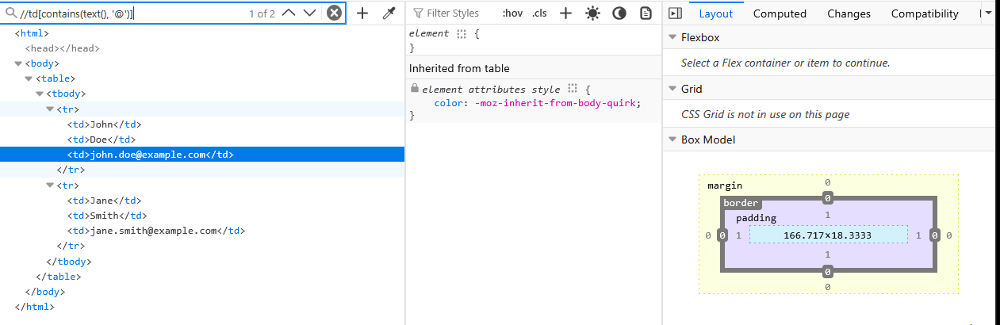 //td[contains(text(), '@')] 1 of 2
<html>
<head></head>
<body>
<table>
<tbody>
<tr>
<td>John</td>
<td>Doe</td>
<td>john.doe@example.com</td>
</tr>
<tr>
<td>Jane</td>
<td>Smith</td>
<td>jane.smith@example.com</td>
</tr>
</tbody>
</table>
</body>
</html>
Filter Styles :hov .cls
element {
}
Inherited from table
element attributes style {
color: -moz-inherit-from-body-quirk;
}
Layout Computed Changes Compatibility
Flexbox
Select a Flex container or item to continue.
Grid
CSS Grid is not in use on this page
Box Model
margin 0
border 0
padding 1
0 0 1 166.717×18.3333 1 0 0
1
0
0